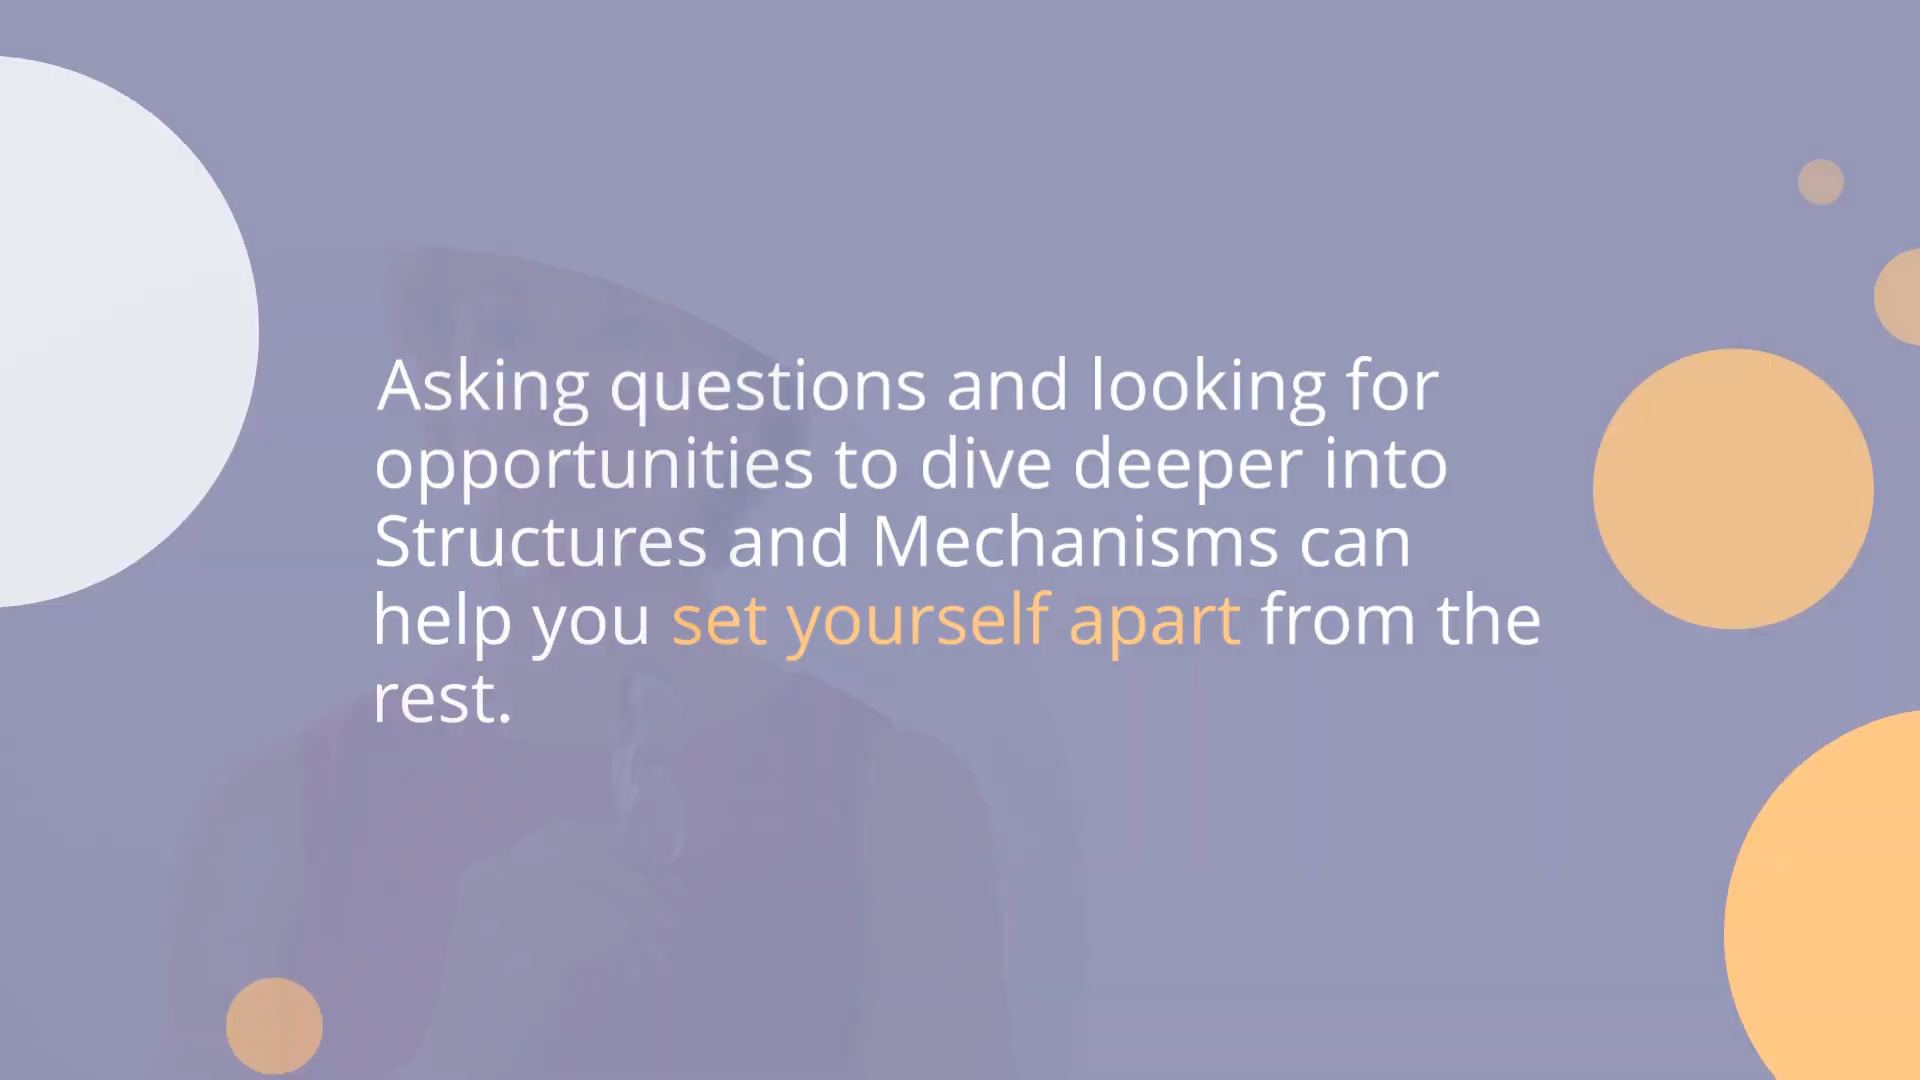 Asking questions and looking for
opportunities to dive deeper into
Structures and Mechanisms can
help you set yourself apart from the
rest.